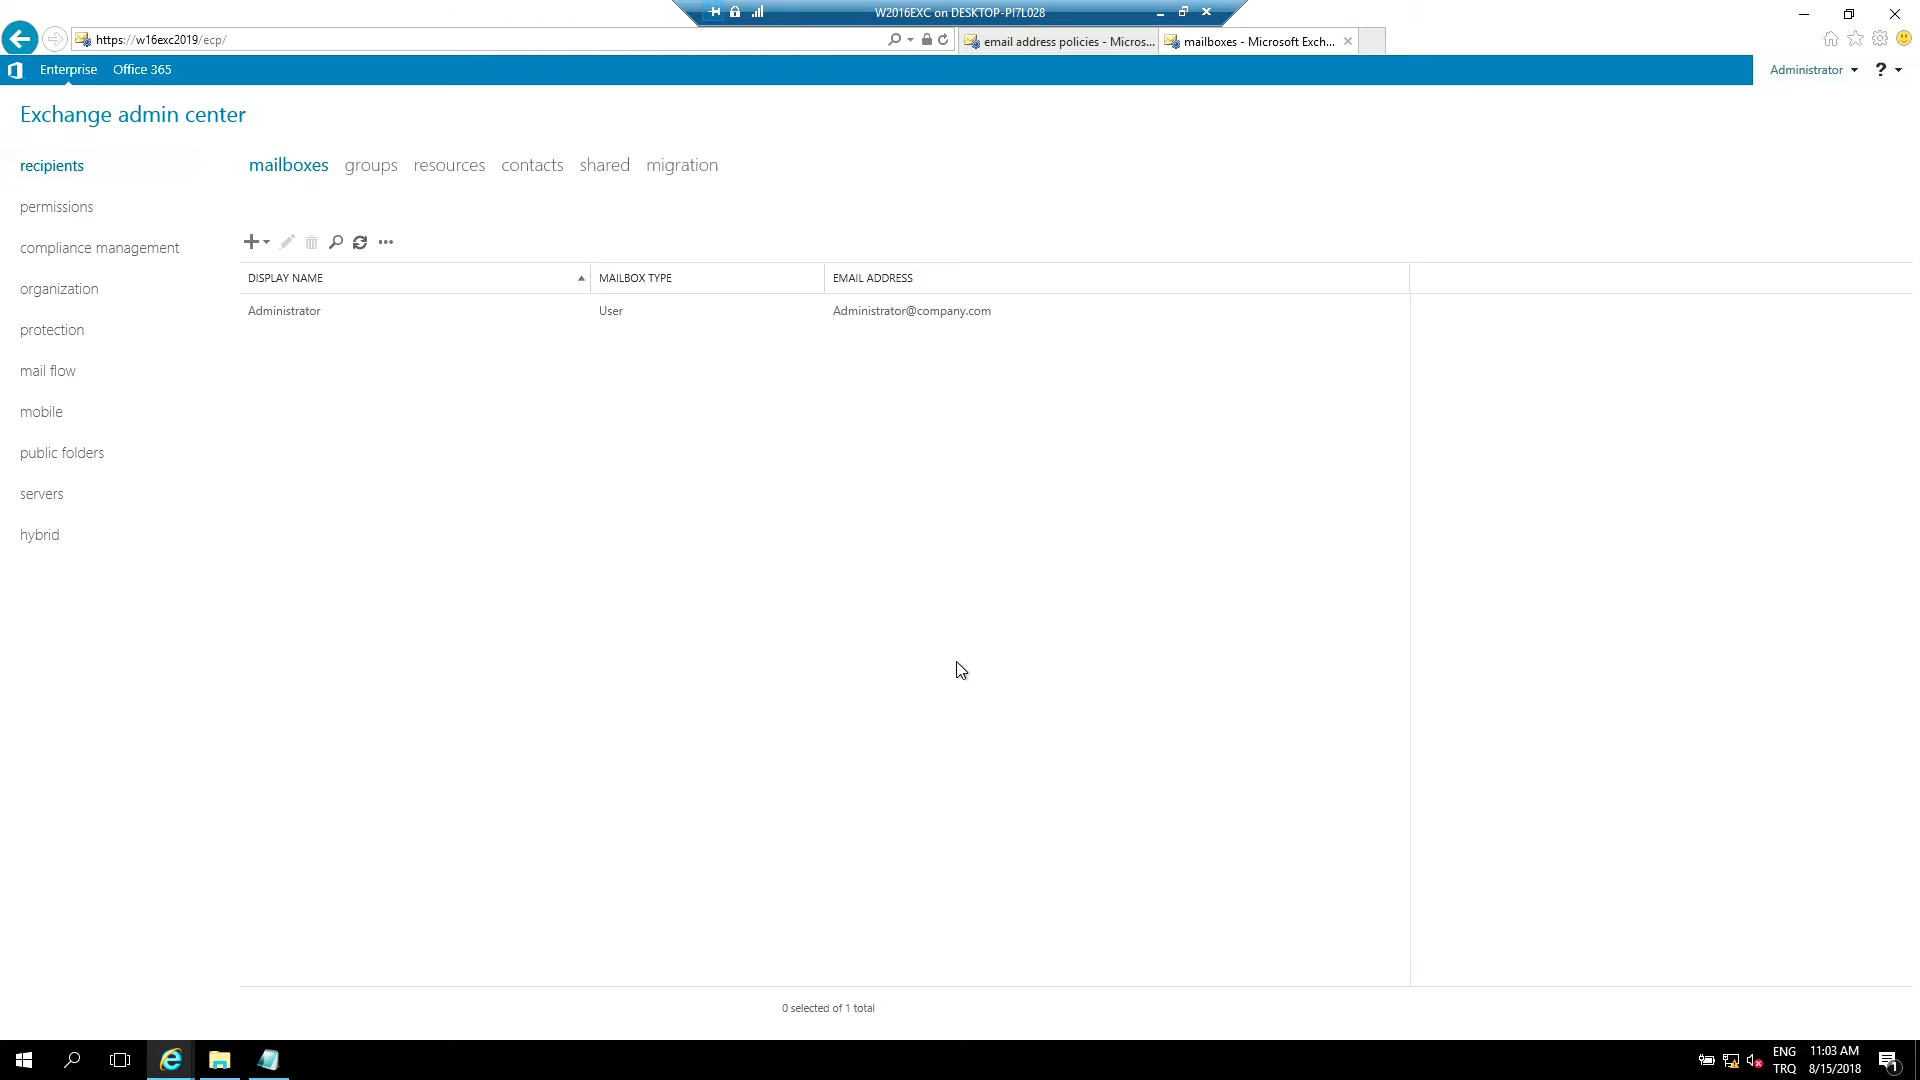 W2016EXC on DESKTOP-PI7L028
https://w16exc2019/ecp/
email address policies - Micros...
mailboxes - Microsoft Exch...
Enterprise
Office 365
Administrator
?
Exchange admin center
recipients
permissions
compliance management
organization
protection
mail flow
mobile
public folders
servers
hybrid
mailboxes
groups
resources
contacts
shared
migration
DISPLAY NAME
MAILBOX TYPE
EMAIL ADDRESS
Administrator
User
Administrator@company.com
0 selected of 1 total
ENG
TRQ
11:03 AM
8/15/2018
1